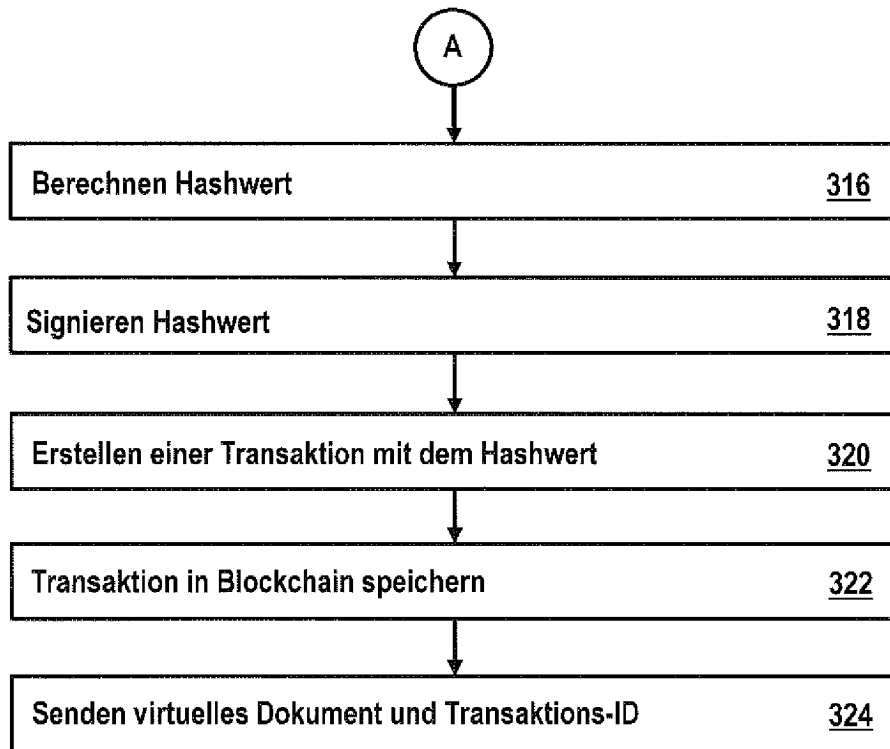 A
Berechnen Hashwert 316
Signieren Hashwert 318
Erstellen einer Transaktion mit dem Hashwert 320
Transaktion in Blockchain speichern 322
Senden virtuelles Dokument und Transaktions-ID 324